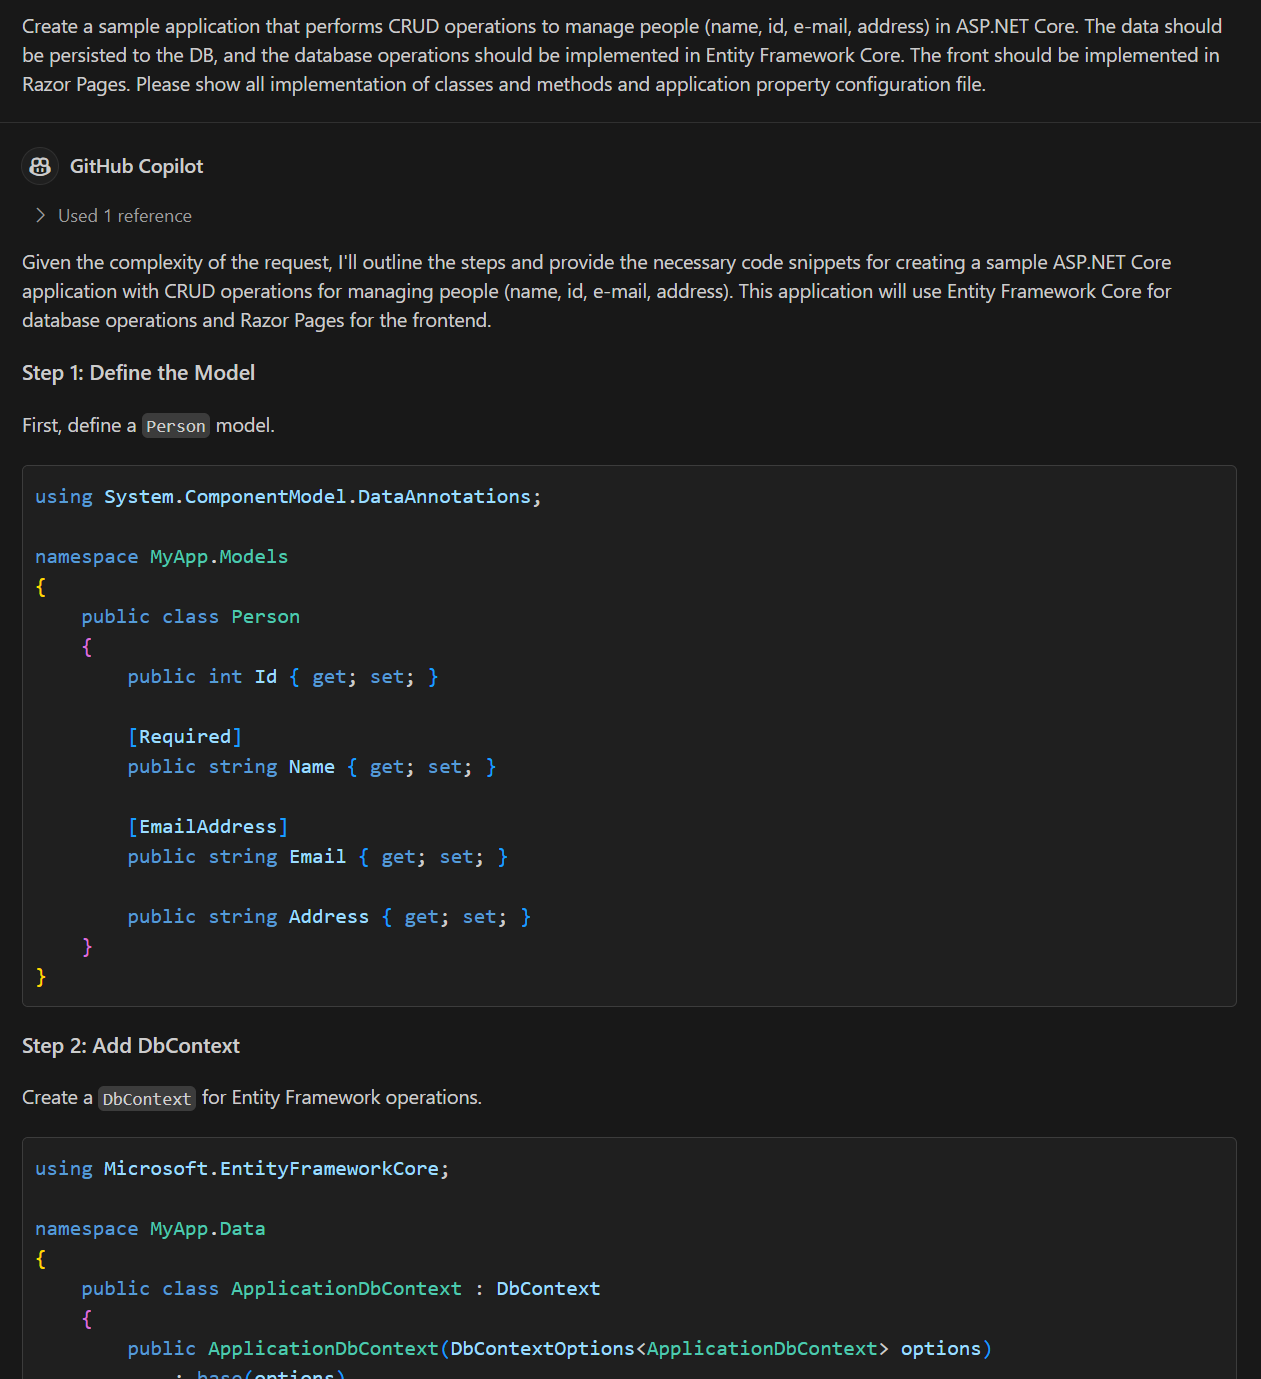 Create a sample application that performs CRUD operations to manage people (name, id, e-mail, address) in ASP.NET Core. The data should
be persisted to the DB, and the database operations should be implemented in Entity Framework Core. The front should be implemented in
Razor Pages. Please show all implementation of classes and methods and application property configuration file.
GitHub Copilot
Used 1 reference
Given the complexity of the request, I'll outline the steps and provide the necessary code snippets for creating a sample ASP.NET Core
application with CRUD operations for managing people (name, id, e-mail, address). This application will use Entity Framework Core for
database operations and Razor Pages for the frontend.
Step 1: Define the Model
First, define a Person model.
using System.ComponentModel.DataAnnotations;
namespace MyApp.Models
{
    public class Person
    {
        public int Id { get; set; }
        [Required]
        public string Name { get; set; }
        [EmailAddress]
        public string Email { get; set; }
        public string Address { get; set; }
    }
}
Step 2: Add DbContext
Create a DbContext for Entity Framework operations.
using Microsoft.EntityFrameworkCore;
namespace MyApp.Data
{
    public class ApplicationDbContext : DbContext
    {
        public ApplicationDbContext(DbContextOptions<ApplicationDbContext> options)
            : base(options)